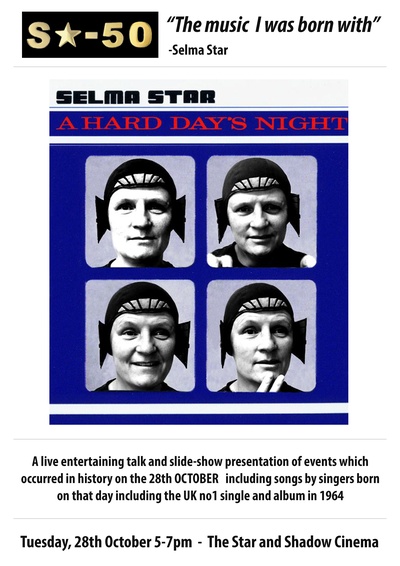 S★-50
“The music I was born with”
-Selma Star
SELMA STAR
A HARD DAY'S NIGHT
A live entertaining talk and slide-show presentation of events which
occurred in history on the 28th OCTOBER including songs by singers born
on that day including the UK no1 single and album in 1964
Tuesday, 28th October 5-7pm - The Star and Shadow Cinema